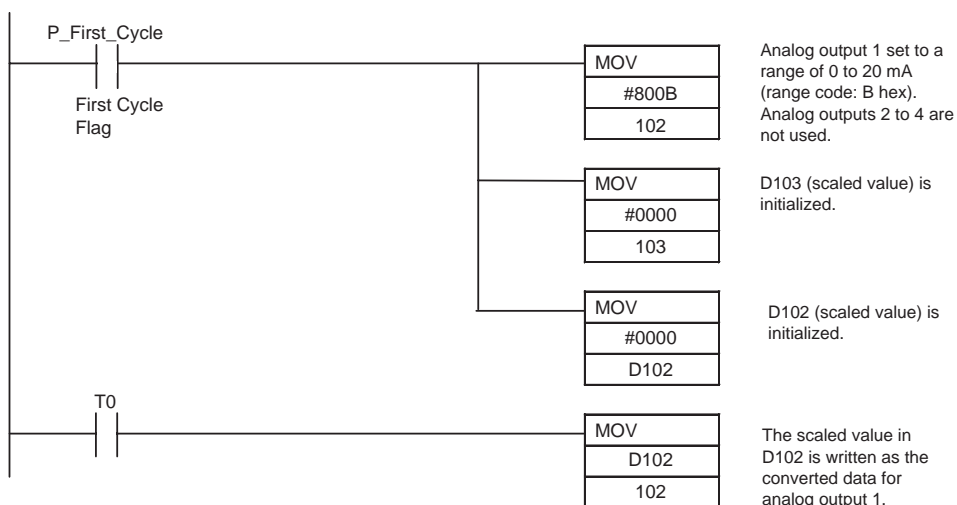 P_First_Cycle
First Cycle
Flag
MOV
#800B
102
Analog output 1 set to a
range of 0 to 20 mA
(range code: B hex).
Analog outputs 2 to 4 are
not used.
MOV
#0000
103
D103 (scaled value) is
initialized.
MOV
#0000
D102
D102 (scaled value) is
initialized.
T0
MOV
D102
102
The scaled value in
D102 is written as the
converted data for
analog output 1.